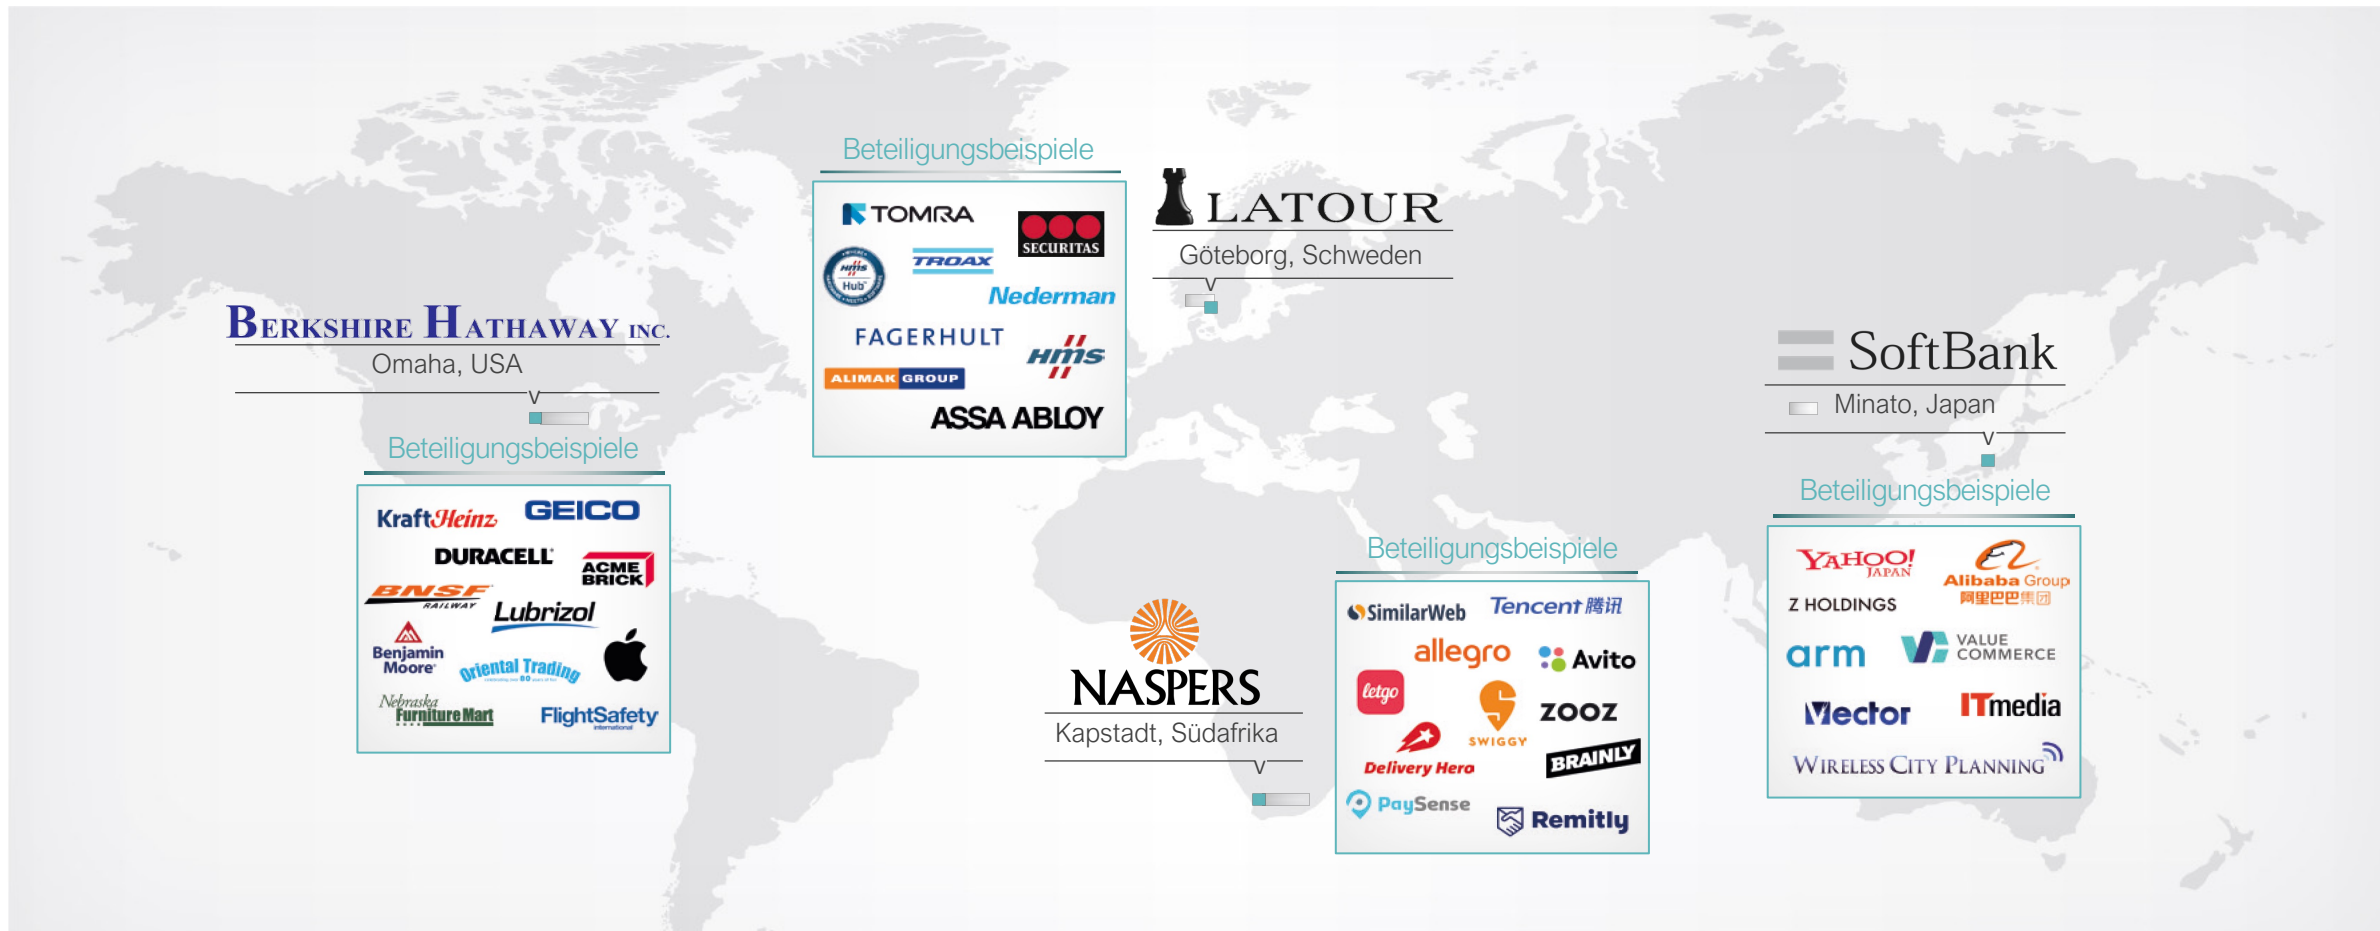 BERKSHIRE HATHAWAY INC.
Omaha, USA
Beteiligungsbeispiele
KraftHeinz
GEICO
DURACELL
ACME
BRICK
BNSF
RAILWAY
Lubrizol
Benjamin
Moore
Oriental Trading
Nebraska
Furniture Mart
FlightSafety
international
Beteiligungsbeispiele
TOMRA
SECURITAS
HMS
Hub
TROAX
Nederman
FAGERHULT
HMS
ALIMAK GROUP
ASSA ABLOY
LATOUR
Göteborg, Schweden
NASPERS
Kapstadt, Südafrika
Beteiligungsbeispiele
SimilarWeb
Tencent 腾讯
allegro
Avito
letgo
SWIGGY
ZOOZ
Delivery Hero
BRAINLY
PaySense
Remitly
SoftBank
Minato, Japan
Beteiligungsbeispiele
YAHOO!
JAPAN
Alibaba Group
阿里巴巴集团
Z HOLDINGS
arm
VALUE
COMMERCE
Vector
ITmedia
WIRELESS CITY PLANNING